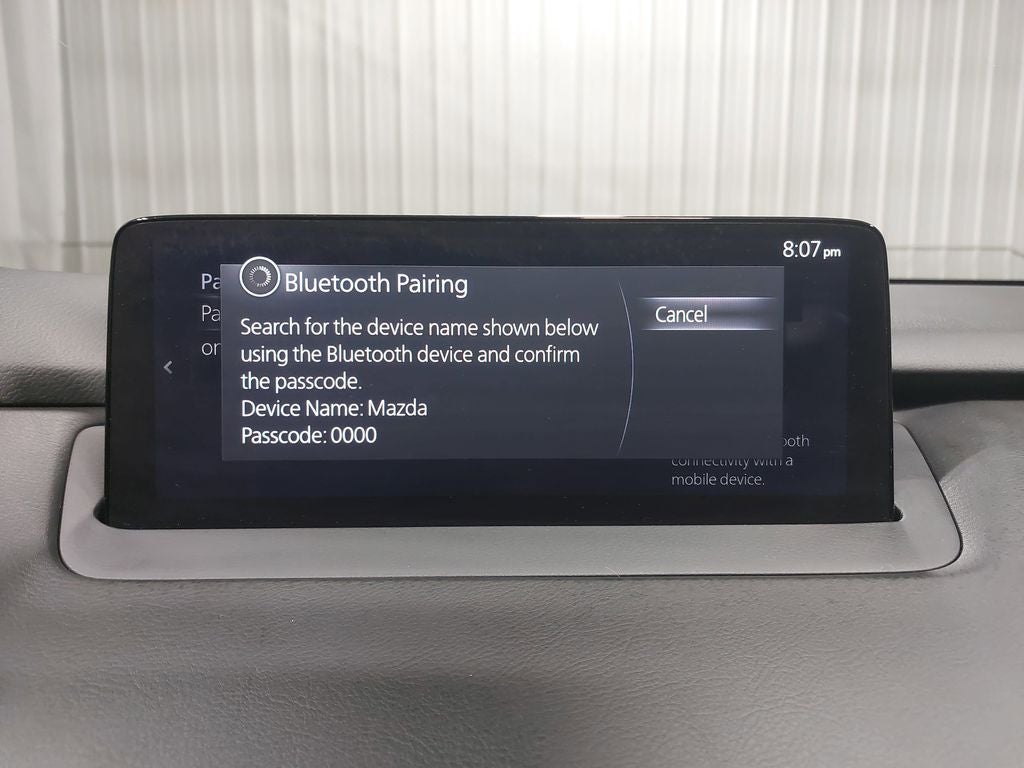 8:07 pm
Bluetooth Pairing
Search for the device name shown below
using the Bluetooth device and confirm
the passcode.
Device Name: Mazda
Passcode: 0000
Cancel
connectivity with a
mobile device.